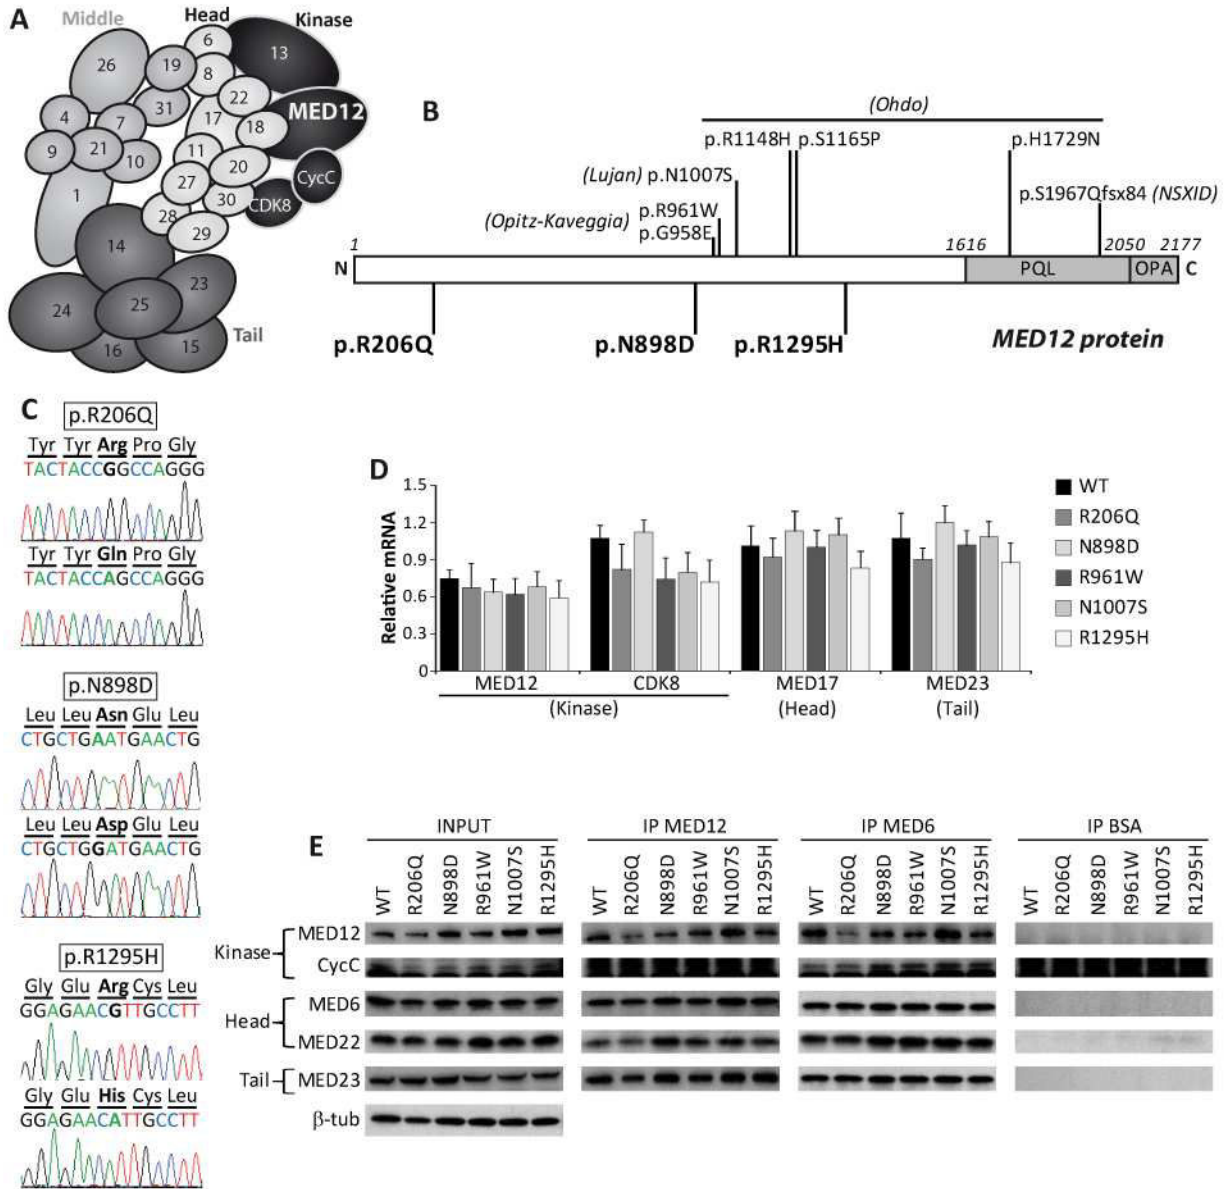 A
Middle
Head
Kinase
6
13
26
19
8
22
MED12
31
17
18
4
7
11
9
21
10
20
CycC
27
1
30
CDK8
28
29
14
23
24
25
Tail
16
15
B
(Ohdo)
p.R1148H
p.S1165P
p.H1729N
(Lujan) p.N1007S
p.S1967Qfsx84 (NSXID)
p.R961W
(Opitz-Kaveggia)
p.G958E
1
1616
2050
2177
N
PQL
OPA
C
p.R206Q
p.N898D
p.R1295H
MED12 protein
C
p.R206Q
Tyr Tyr Arg Pro Gly
TACTACCGGCCAGGG
Tyr Tyr Gln Pro Gly
TACTACCAGCCAGGG
p.N898D
Leu Leu Asn Glu Leu
CTGCTGAATGAACTG
Leu Leu Asp Glu Leu
CTGCTGGATGAACTG
p.R1295H
Gly Glu Arg Cys Leu
GGAGAACGTTGCCTT
Gly Glu His Cys Leu
GGAGAACATTGCCTT
D
Relative mRNA
1.5
1.2
0.9
0.6
0.3
0
MED12
CDK8
MED17
MED23
(Kinase)
(Head)
(Tail)
WT
R206Q
N898D
R961W
N1007S
R1295H
E
INPUT
IP MED12
IP MED6
IP BSA
WT R206Q N898D R961W N1007S R1295H
WT R206Q N898D R961W N1007S R1295H
WT R206Q N898D R961W N1007S R1295H
WT R206Q N898D R961W N1007S R1295H
Kinase
MED12
CycC
Head
MED6
MED22
Tail
MED23
β-tub